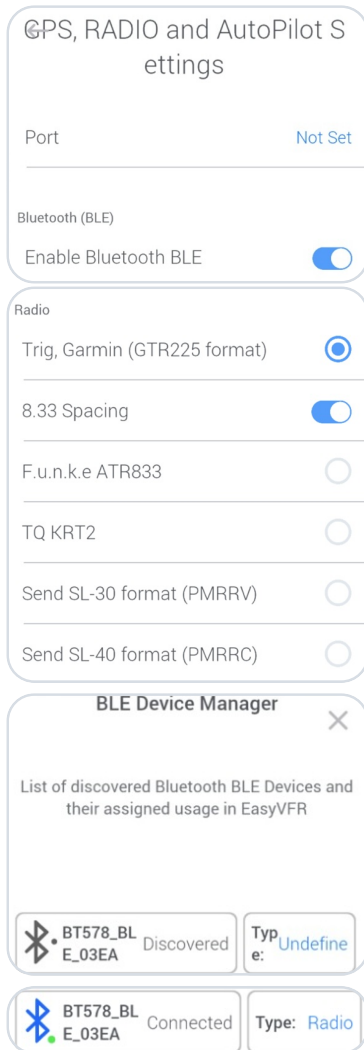 GPS, RADIO and AutoPilot S
ettings
Port Not Set
Bluetooth (BLE)
Enable Bluetooth BLE
Radio
Trig, Garmin (GTR225 format)
8.33 Spacing
F.u.n.k.e ATR833
TQ KRT2
Send SL-30 format (PMRRV)
Send SL-40 format (PMRRC)
BLE Device Manager
List of discovered Bluetooth BLE Devices and
their assigned usage in EasyVFR
BT578_BL
E_03EA Discovered Typ
e: Undefine
BT578_BL
E_03EA Connected Type: Radio